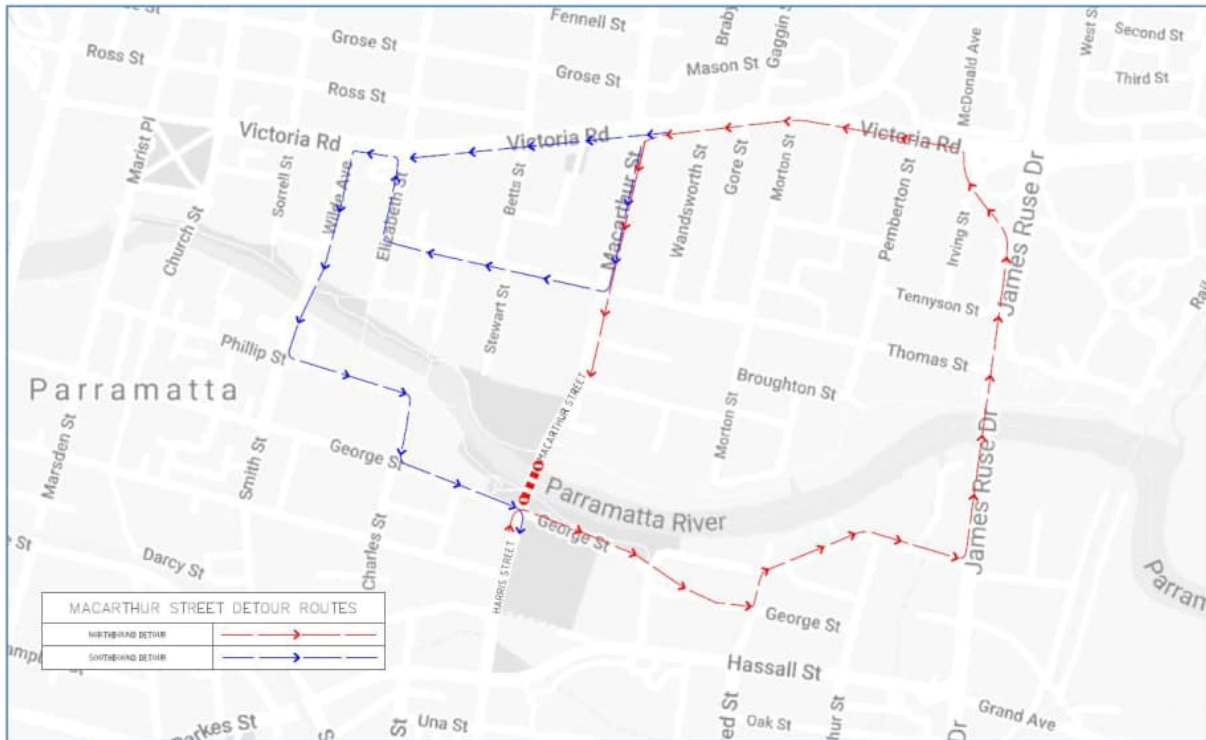 Fennell St
Grose St
Ross St
Mason St
Gaggin St
McDonald Ave
West St
Second St
Third St
Grose St
Ross St
Marist Pl
Victoria Rd
Victoria Rd
Victoria Rd
Sorrell St
Wilde Ave
Elizabeth St
Betts St
Macarthur St
Wandsworth St
Gore St
Morton St
Pemberton St
Irving St
James Ruse Dr
Church St
Stewart St
Tennyson St
Thomas St
Phillip St
Parramatta
Broughton St
MACARTHUR STREET
Morton St
Marsden St
Smith St
George St
Parramatta River
George St
James Ruse Dr
Charles St
HARRIS STREET
Darcy St
George St
Hassall St
Una St
Oak St
Grand Ave
MACARTHUR STREET DETOUR ROUTES
NORTHBOUND DETOUR
SOUTHBOUND DETOUR